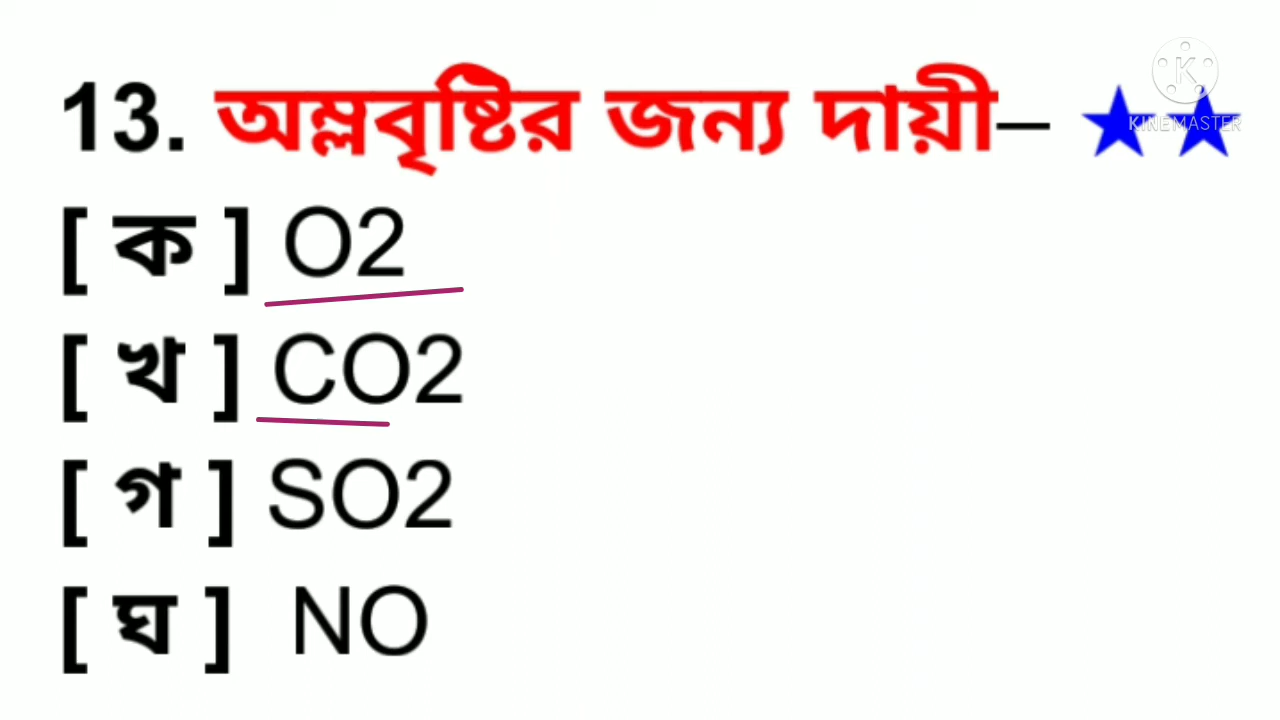 13. অম্লবৃষ্টির জন্য দায়ী– ★★
KINEMASTER
[ ক ] O2
[ খ ] CO2
[ গ ] SO2
[ ঘ ] NO